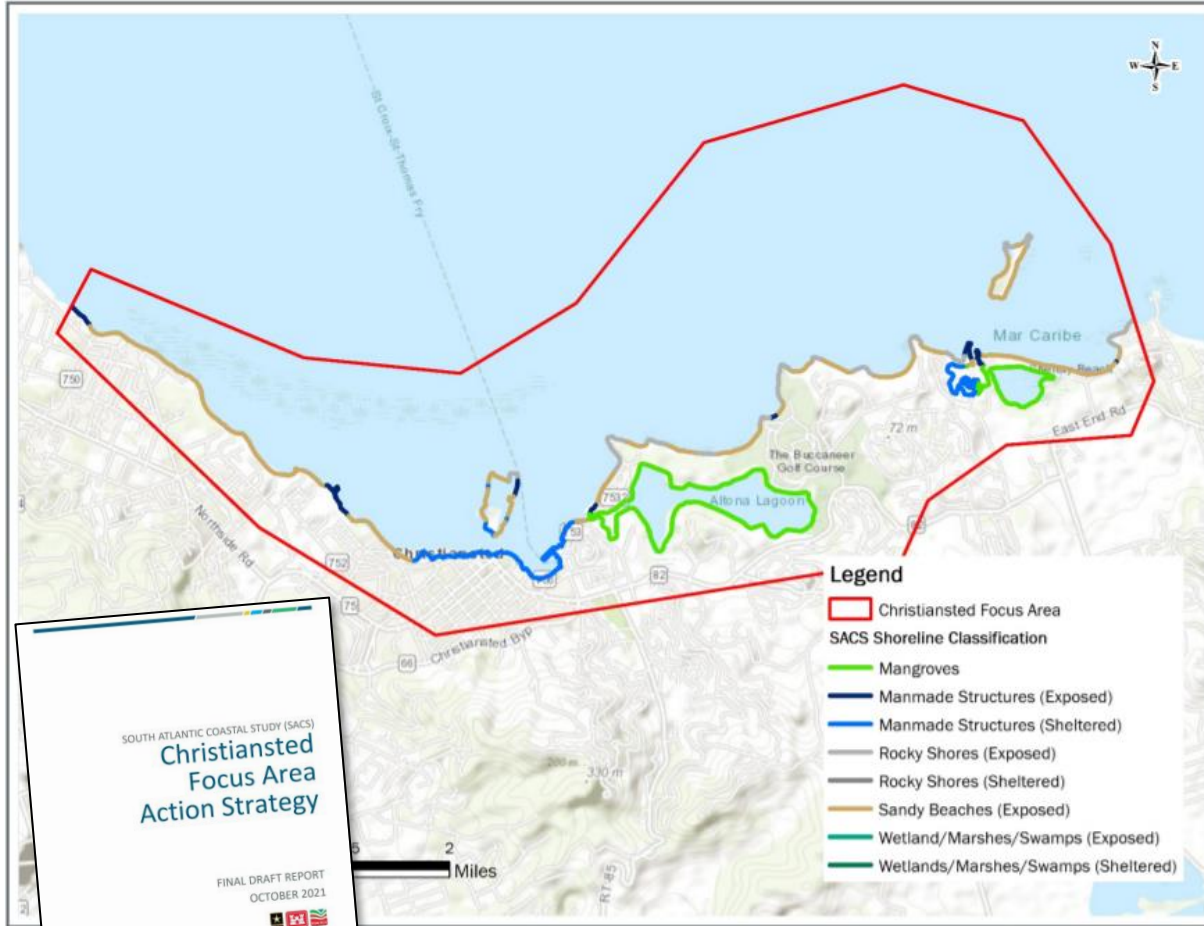 N
W E
S
St Croix-St Thomas Fry
Mar Caribe
750
East End Rd
72 m
The Buccaneer
Golf Course
7532
Altona Lagoon
Northside Rd
Christiansted
752
82
75
Christiansted Byp
66
200 m
330 m
RT 85
Legend
Christiansted Focus Area
SACS Shoreline Classification
Mangroves
Manmade Structures (Exposed)
Manmade Structures (Sheltered)
Rocky Shores (Exposed)
Rocky Shores (Sheltered)
Sandy Beaches (Exposed)
Wetland/Marshes/Swamps (Exposed)
Wetlands/Marshes/Swamps (Sheltered)
2
Miles
SOUTH ATLANTIC COASTAL STUDY (SACS)
Christiansted
Focus Area
Action Strategy
FINAL DRAFT REPORT
OCTOBER 2021